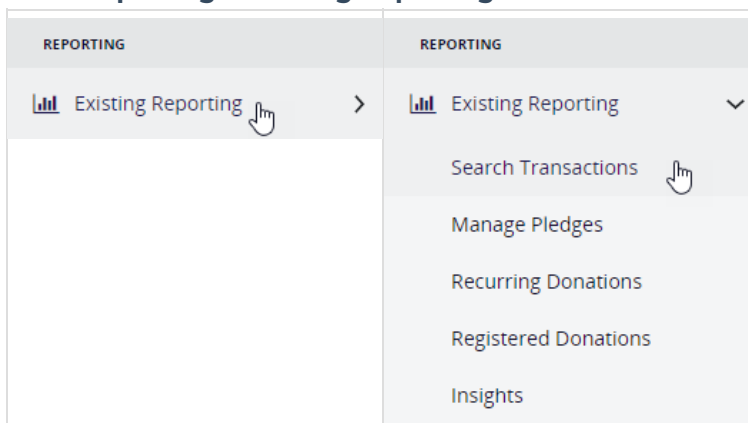 REPORTING
Existing Reporting
REPORTING
Existing Reporting
Search Transactions
Manage Pledges
Recurring Donations
Registered Donations
Insights